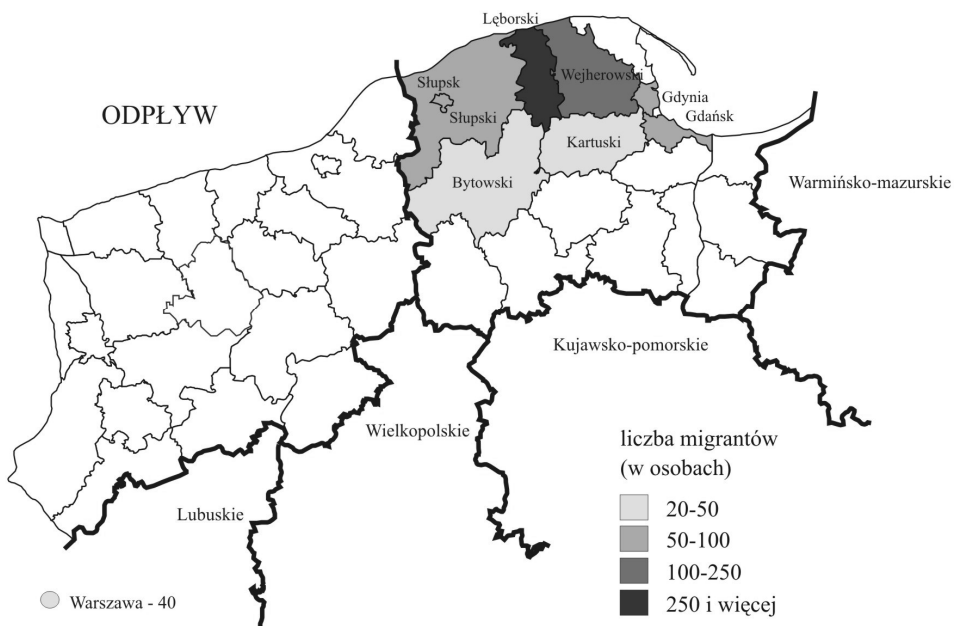 Lęborski
Słupsk
Wejherowski
Gdynia
ODPŁYW
Gdańsk
Słupski
Kartuski
Bytowski
Warmińsko-mazurskie
Kujawsko-pomorskie
Wielkopolskie
liczba migrantów
(w osobach)
20-50
50-100
100-250
250 i więcej
Lubuskie
Warszawa - 40